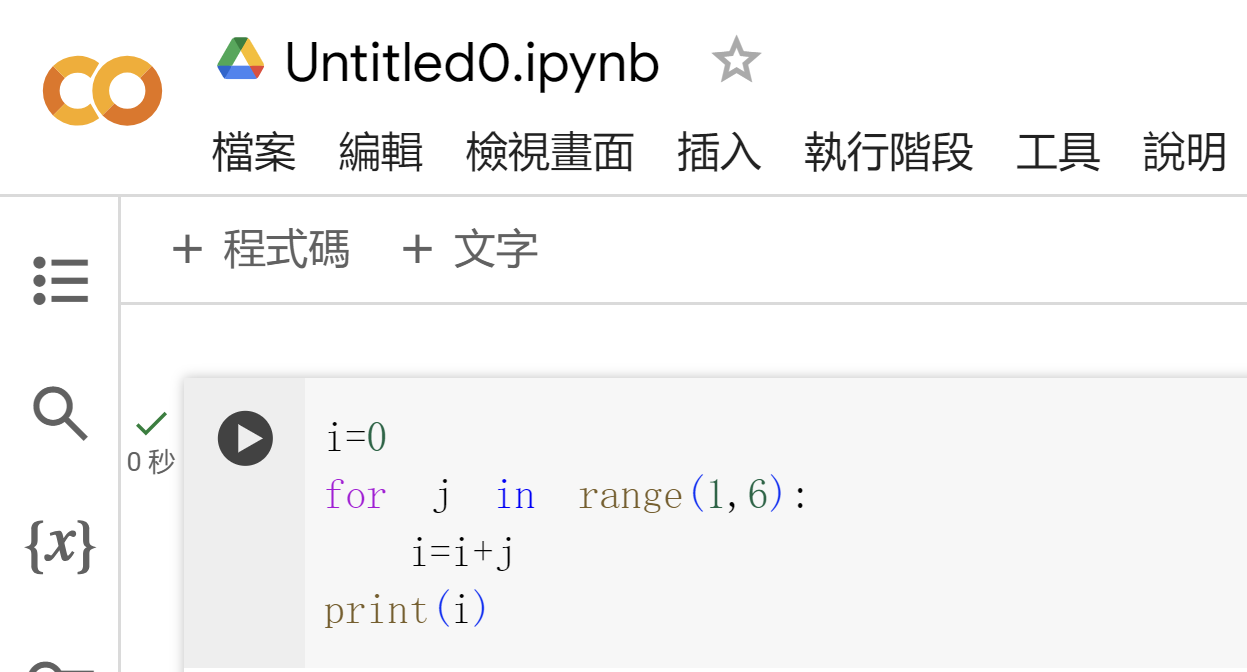 Untitled0.ipynb
檔案 編輯 檢視畫面 插入 執行階段 工具 說明
+ 程式碼 + 文字
{x}
0 秒
i=0
for j in range(1,6):
    i=i+j
print(i)